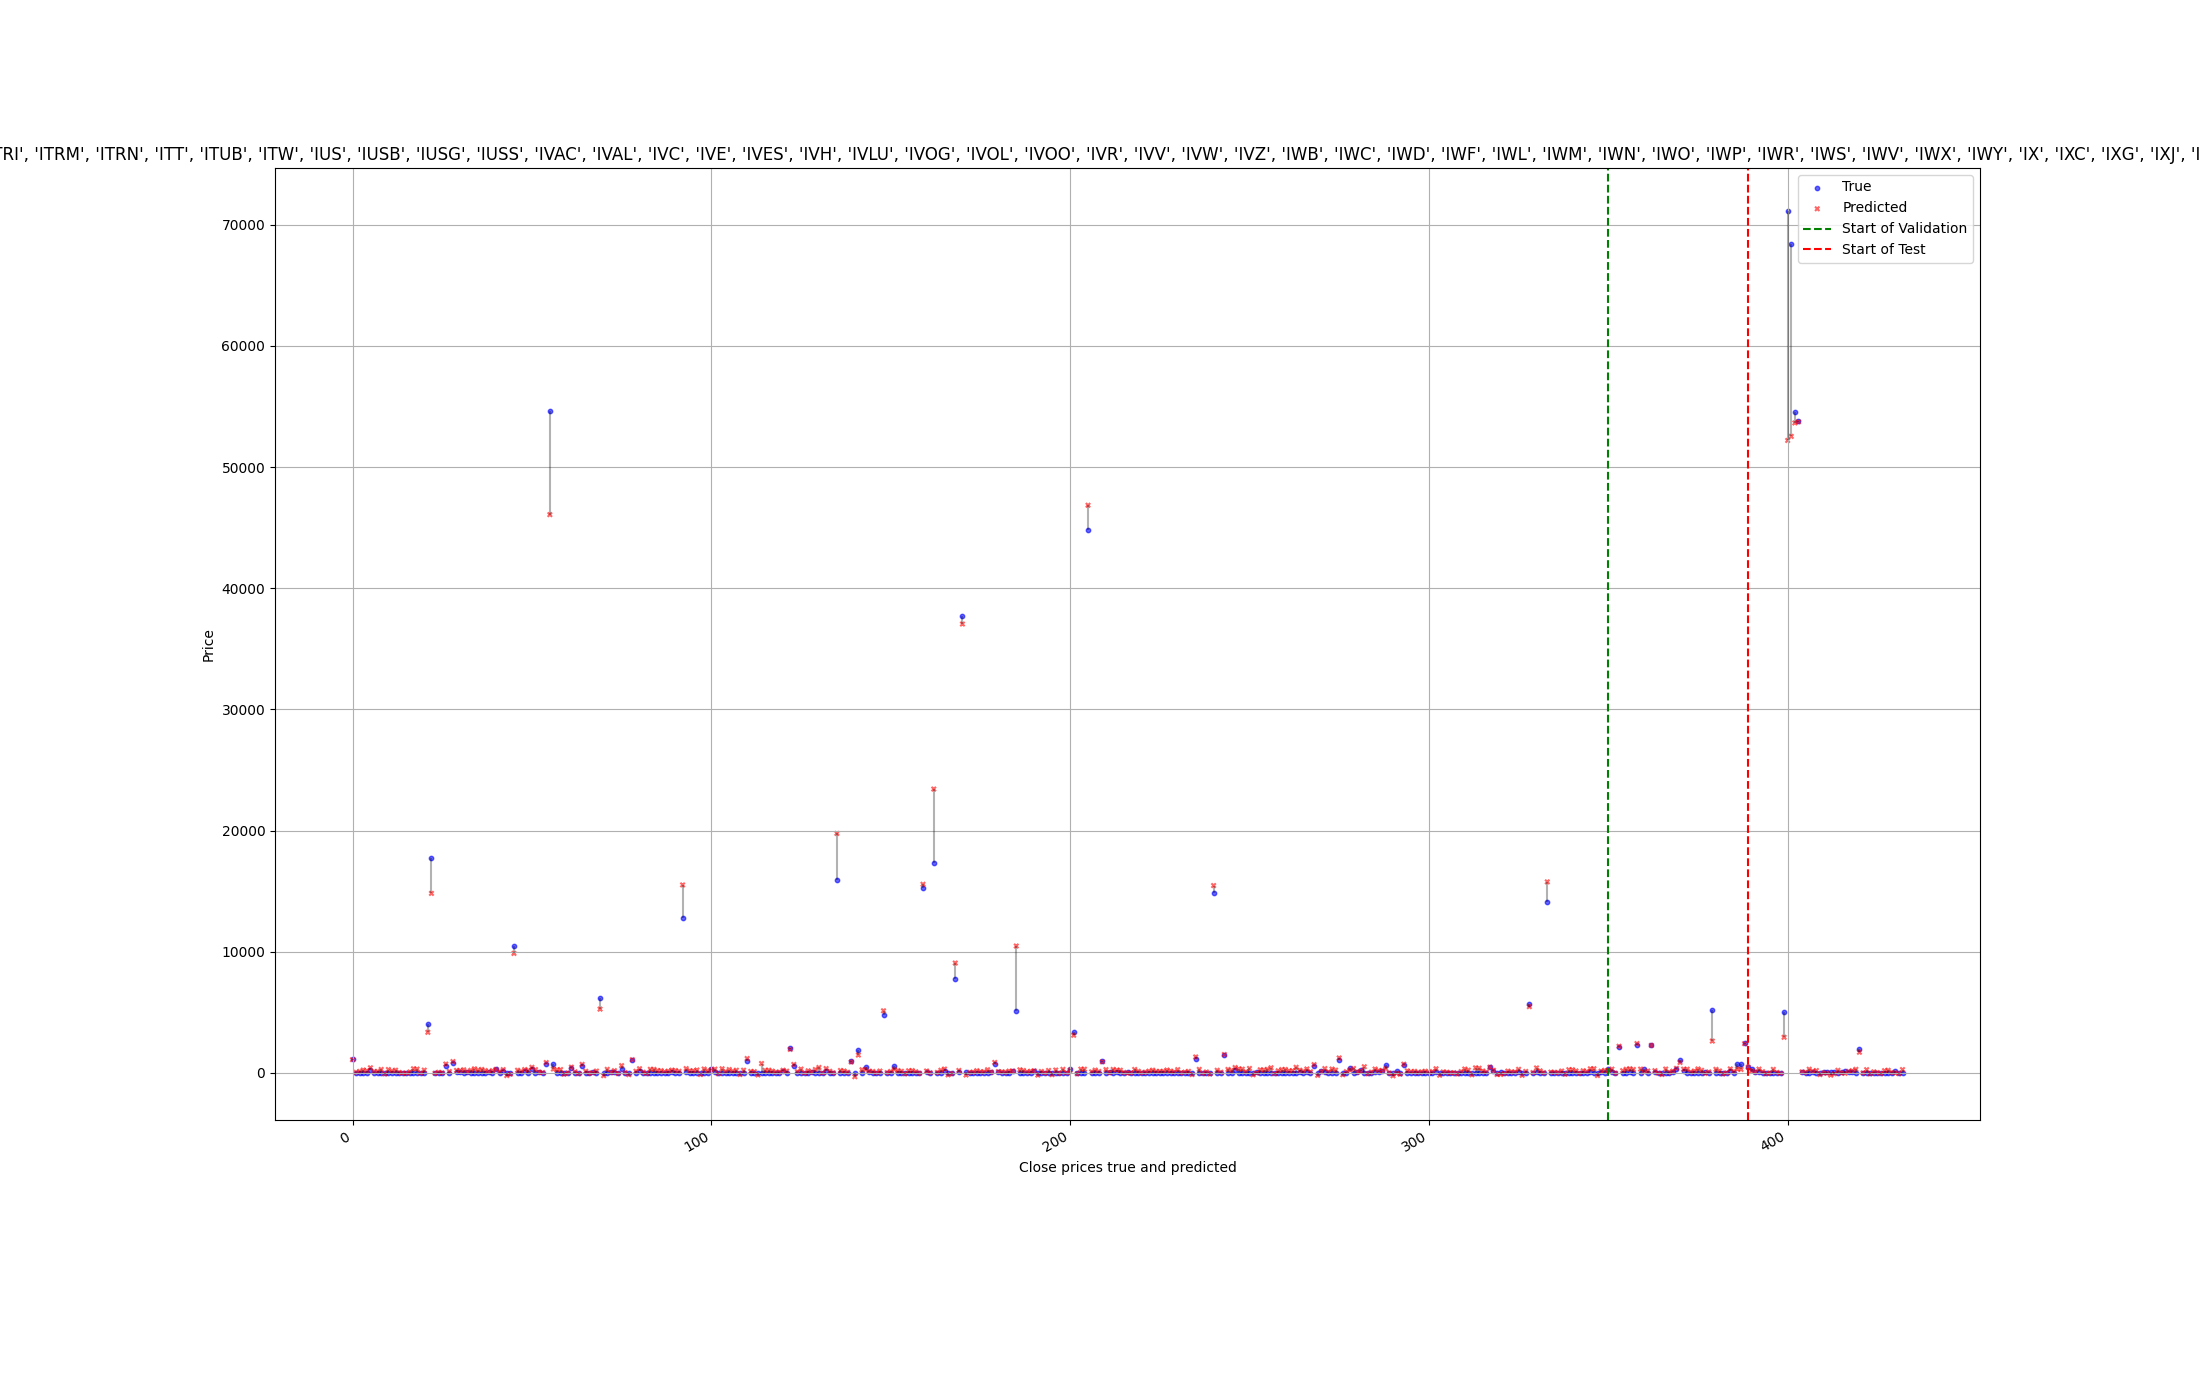 TRI', 'ITRM', 'ITRN', 'ITT', 'ITUB', 'ITW', 'IUS', 'IUSB', 'IUSG', 'IUSS', 'IVAC', 'IVAL', 'IVC', 'IVE', 'IVES', 'IVH', 'IVLU', 'IVOG', 'IVOL', 'IVOO', 'IVR', 'IVV', 'IVW', 'IVZ', 'IWB', 'IWC', 'IWD', 'IWF', 'IWL', 'IWM', 'IWN', 'IWO', 'IWP', 'IWR', 'IWS', 'IWV', 'IWX', 'IWY', 'IX', 'IXC', 'IXG', 'IXJ', 'I
True
Predicted
Start of Validation
Start of Test
70000
60000
50000
40000
30000
20000
10000
0
Price
0
100
200
300
400
Close prices true and predicted